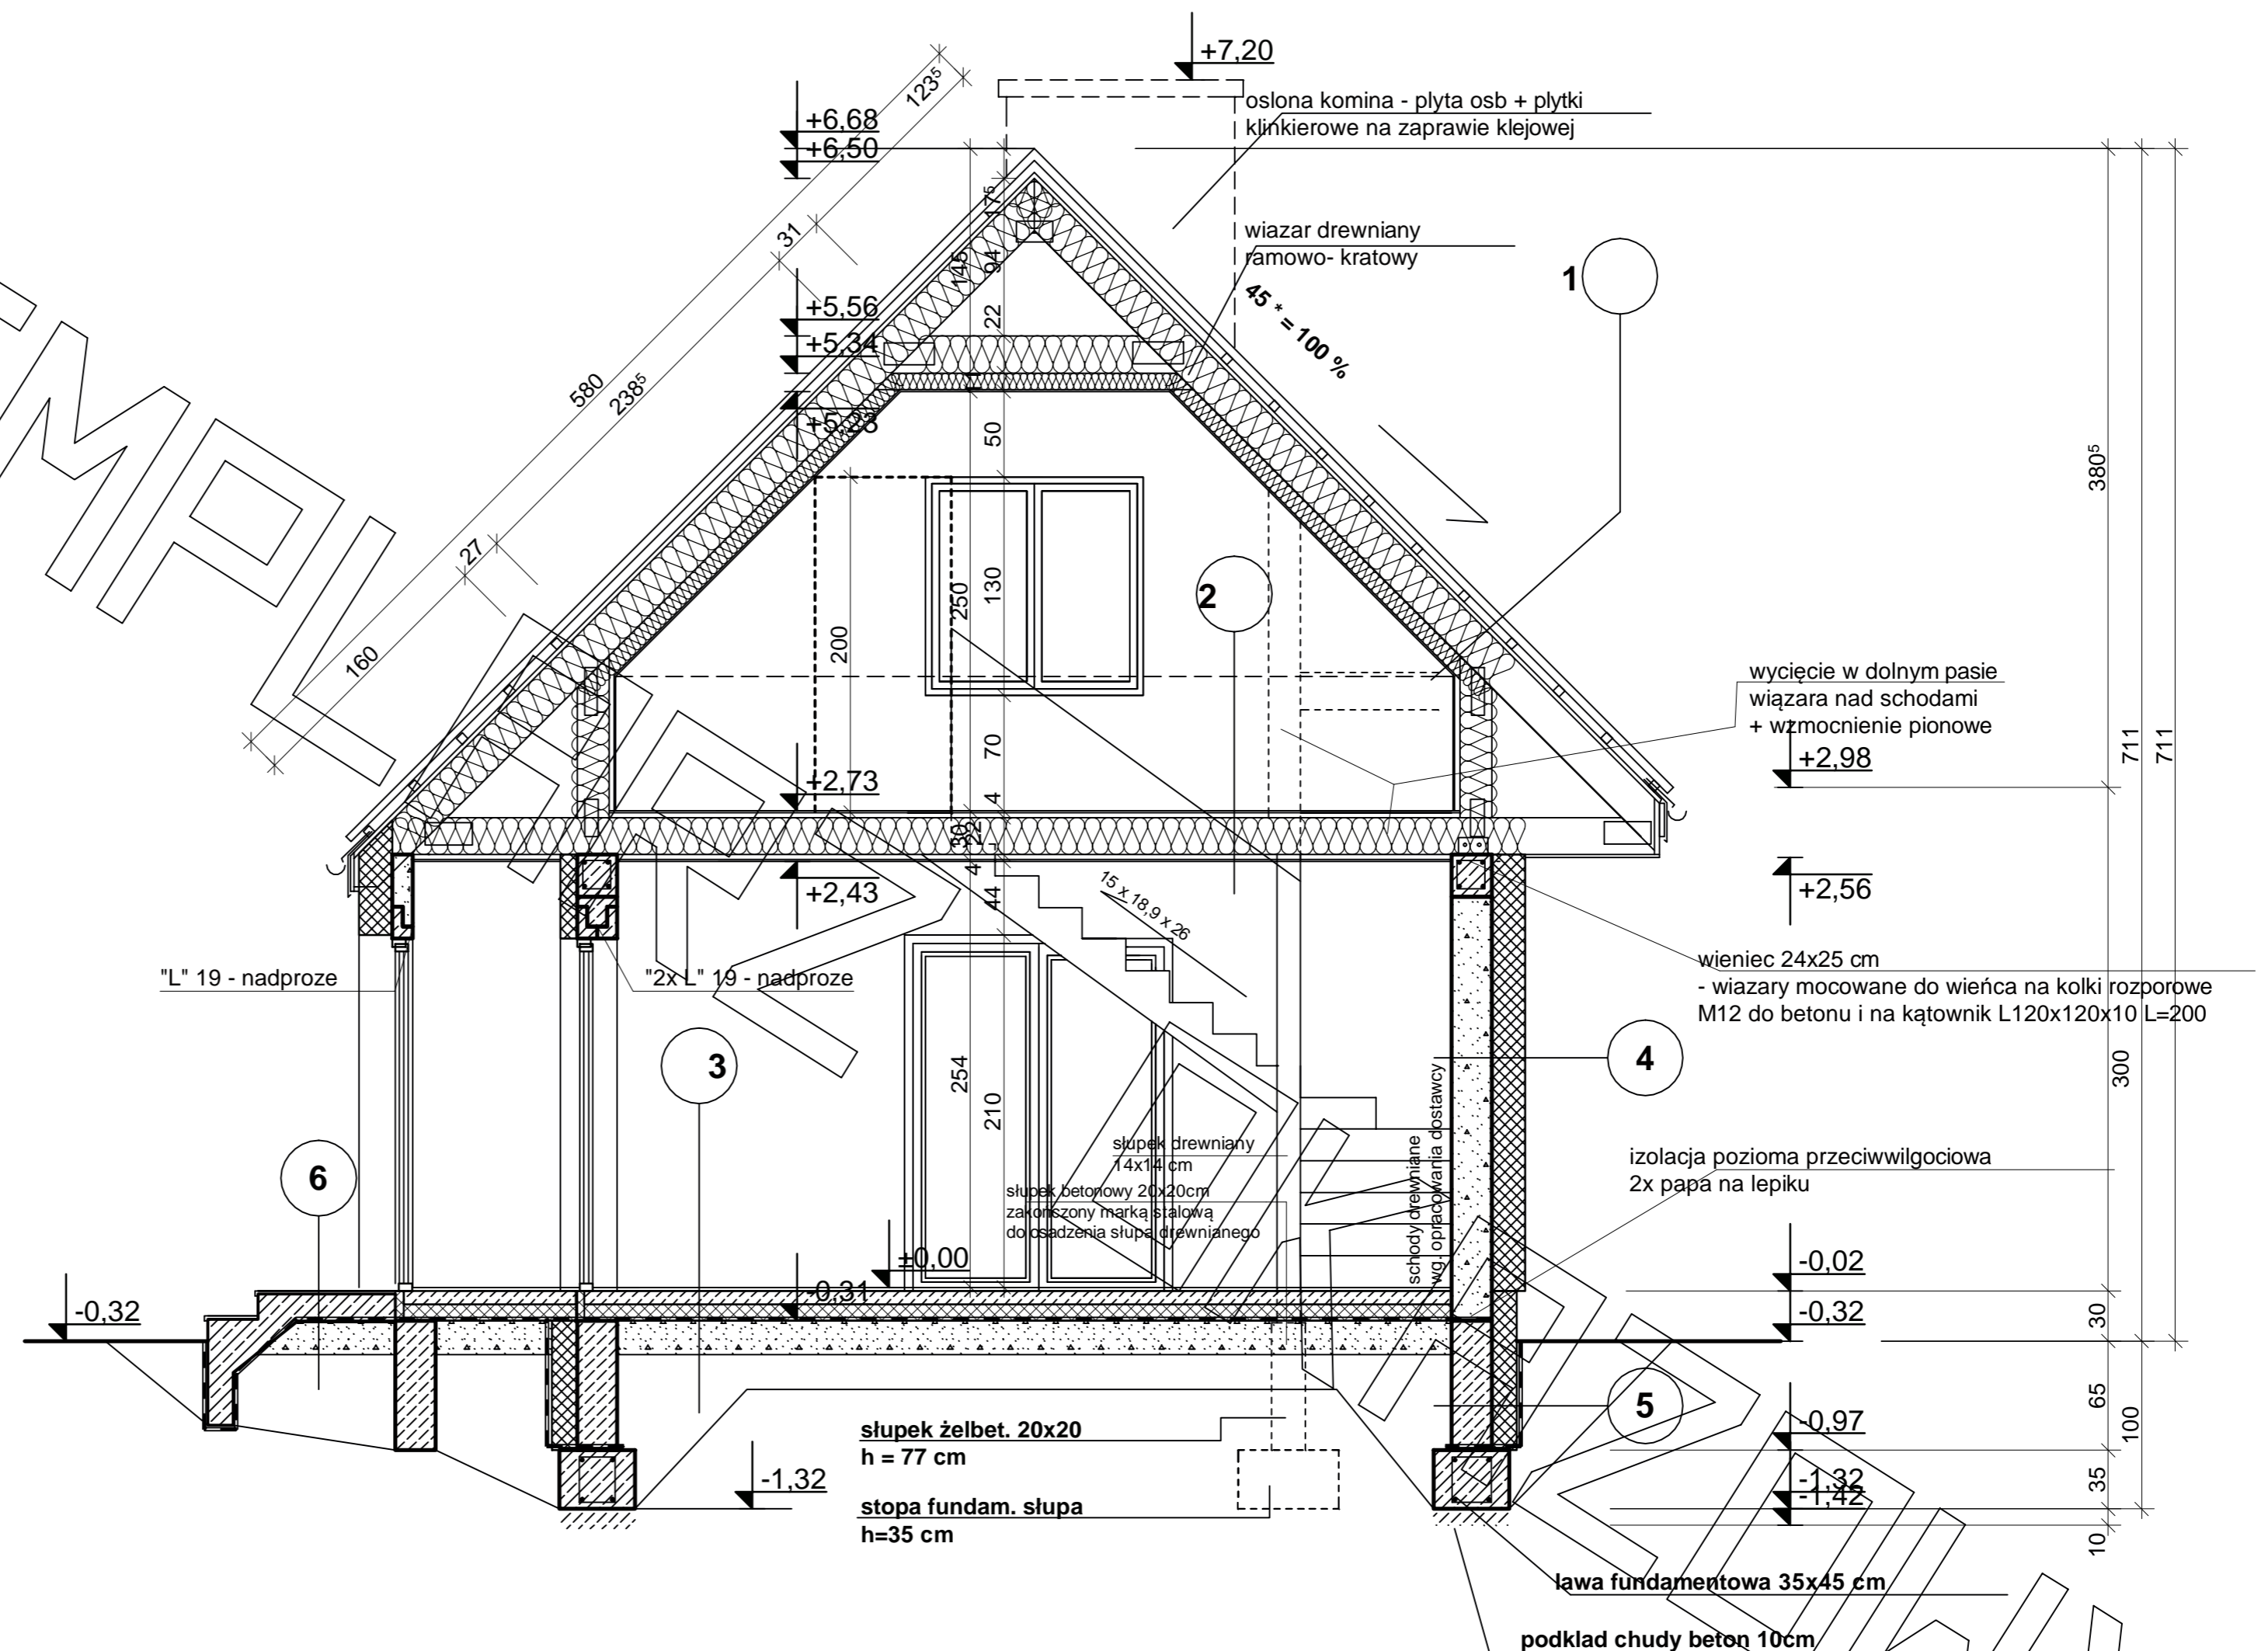 +7,20
123⁵
+6,68
+6,50
oslona komina - plyta osb + plytki
klinkierowe na zaprawie klejowej
17⁵
31
wiazar drewniany
ramowo- kratowy
145
94
1
45 * = 100 %
+5,56
22
+5,34
580
238⁵
11
+5,23
50
380⁵
27
250
130
2
200
160
wycięcie w dolnym pasie
wiązara nad schodami
+ wzmocnienie pionowe
711
711
70
+2,98
+2,73
4
30
22
4
+2,43
44
15 x 18,9 x 26
+2,56
"L" 19 - nadproze
"2x L" 19 - nadproze
wieniec 24x25 cm
- wiazary mocowane do wieńca na kolki rozporowe
M12 do betonu i na kątownik L120x120x10 L=200
3
254
210
4
300
słupek drewniany
14x14 cm
schody drewniane
wg. opracowania dostawcy
izolacja pozioma przeciwwilgociowa
2x papa na lepiku
6
słupek betonowy 20x20cm
zakończony marką stalową
do osadzenia słupa drewnianego
±0,00
-0,02
-0,31
-0,32
-0,32
30
65
5
słupek żelbet. 20x20
h = 77 cm
-0,97
100
-1,32
35
-1,32
-1,42
stopa fundam. słupa
h=35 cm
10
lawa fundamentowa 35x45 cm
podklad chudy beton 10cm